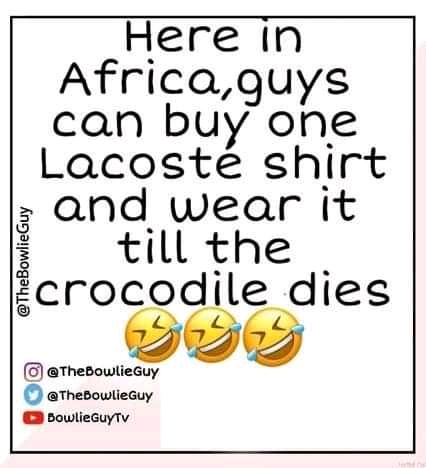 Here in
Africa,guys
can buy one
Lacoste shirt
and wear it
till the
crocodile dies
🤣🤣🤣
@TheBowlieGuy
@TheBowlieGuy
@TheBowlieGuy
BowlieGuyTv